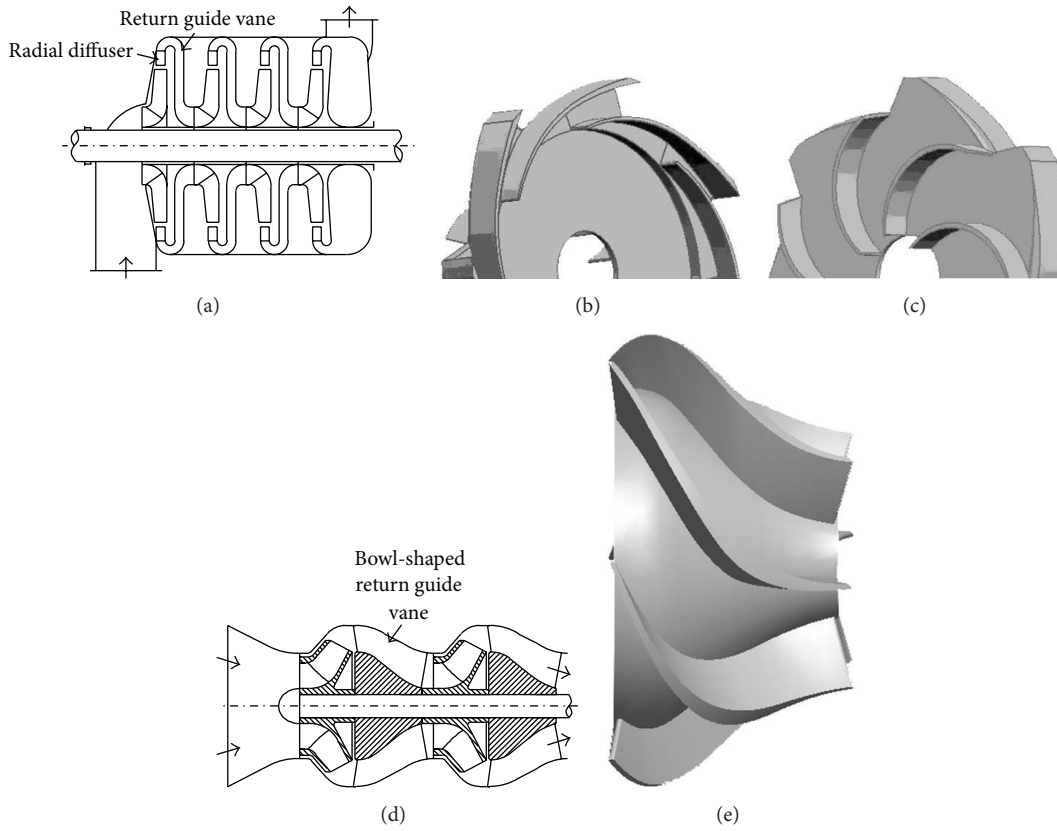 Return guide vane
Radial diffuser
(a)
(b)
(c)
Bowl-shaped
return guide
vane
(d)
(e)